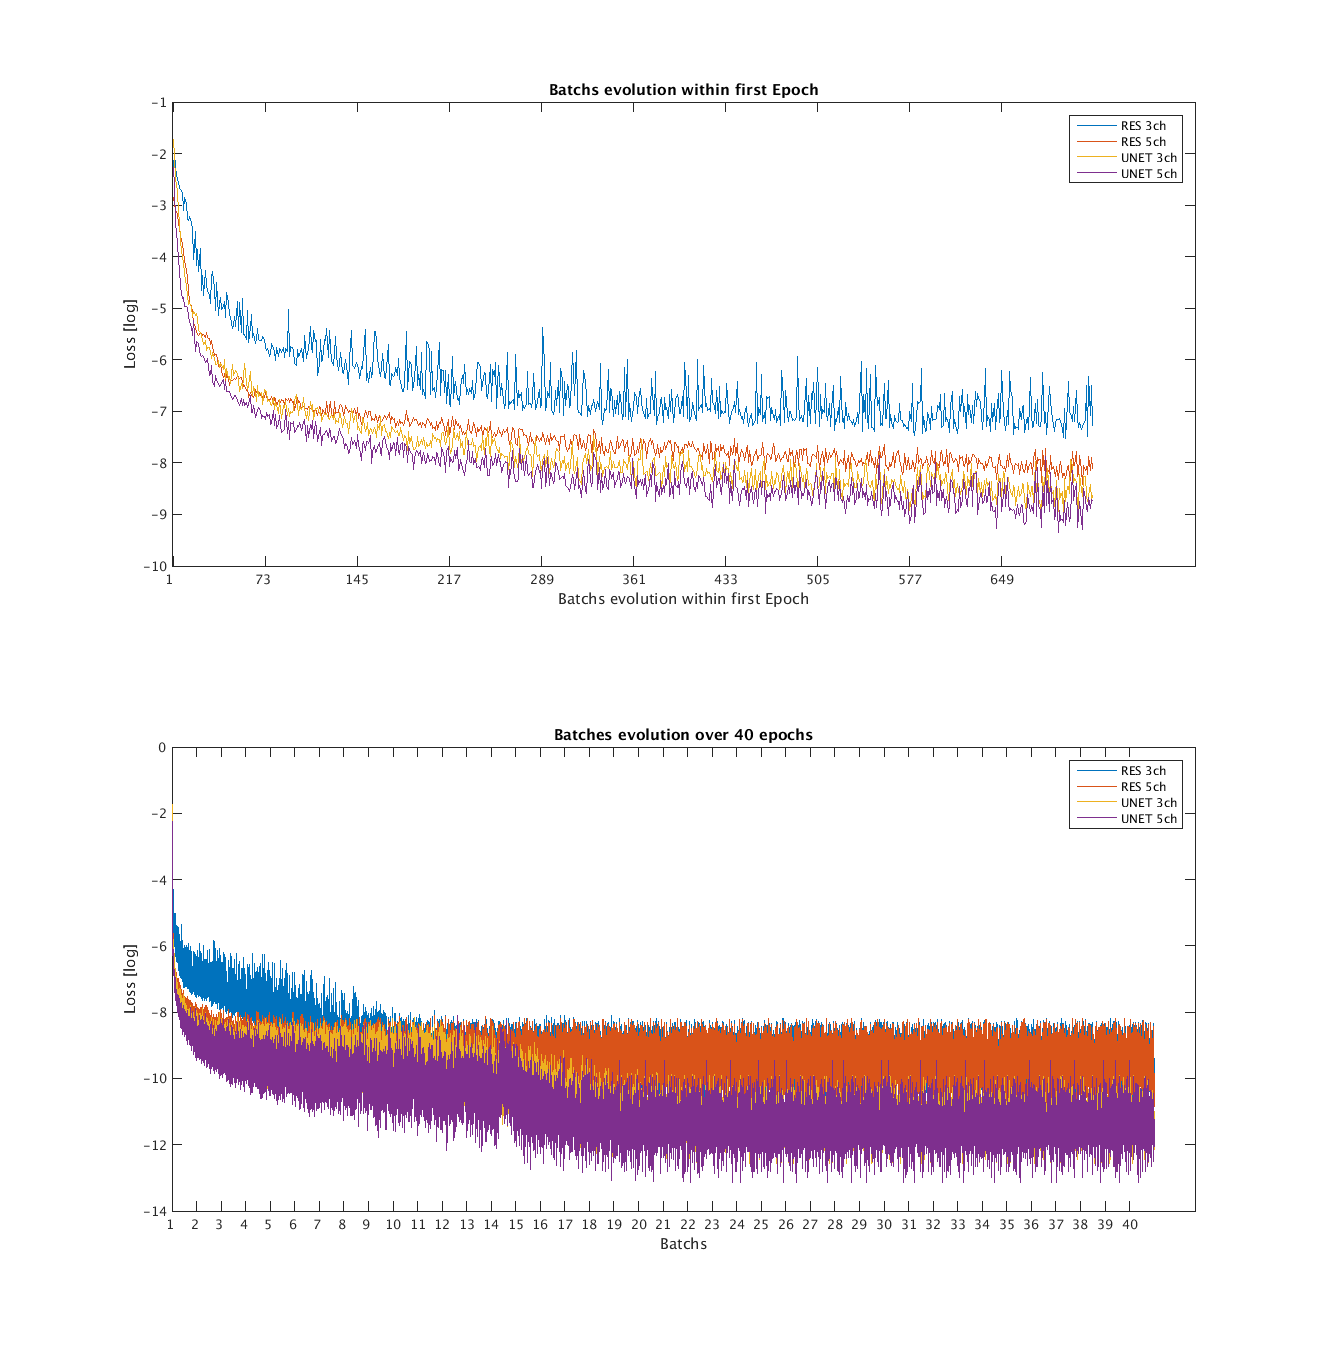 Batchs evolution within first Epoch
-1
-2
-3
-4
-5
-6
-7
-8
-9
-10
Loss [log]
RES 3ch
RES 5ch
UNET 3ch
UNET 5ch
1 73 145 217 289 361 433 505 577 649
Batchs evolution within first Epoch
Batches evolution over 40 epochs
0
-2
-4
-6
-8
-10
-12
-14
Loss [log]
RES 3ch
RES 5ch
UNET 3ch
UNET 5ch
1 2 3 4 5 6 7 8 9 10 11 12 13 14 15 16 17 18 19 20 21 22 23 24 25 26 27 28 29 30 31 32 33 34 35 36 37 38 39 40
Batchs